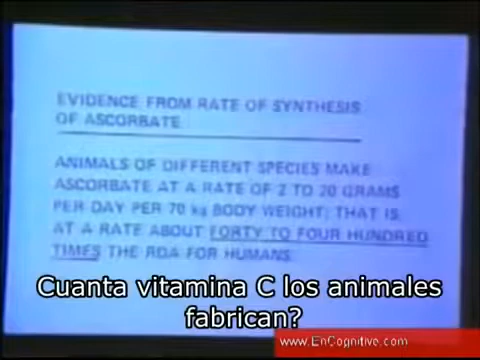 EVIDENCE FROM RATE OF SYNTHESIS
OF ASCORBATE
ANIMALS OF DIFFERENT SPECIES MAKE
ASCORBATE AT A RATE OF 2 TO 20 GRAMS
PER DAY PER 70 kg BODY WEIGHT; THAT IS
AT A RATE ABOUT FORTY TO FOUR HUNDRED
TIMES THE RDA FOR HUMANS.
Cuanta vitamina C los animales
fabrican?
www.EnCognitive.com